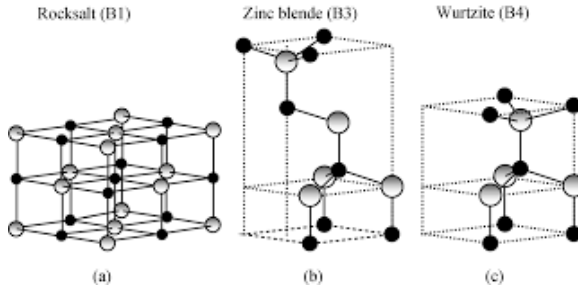 Rocksalt (B1)
Zinc blende (B3)
Wurtzite (B4)
(a)
(b)
(c)